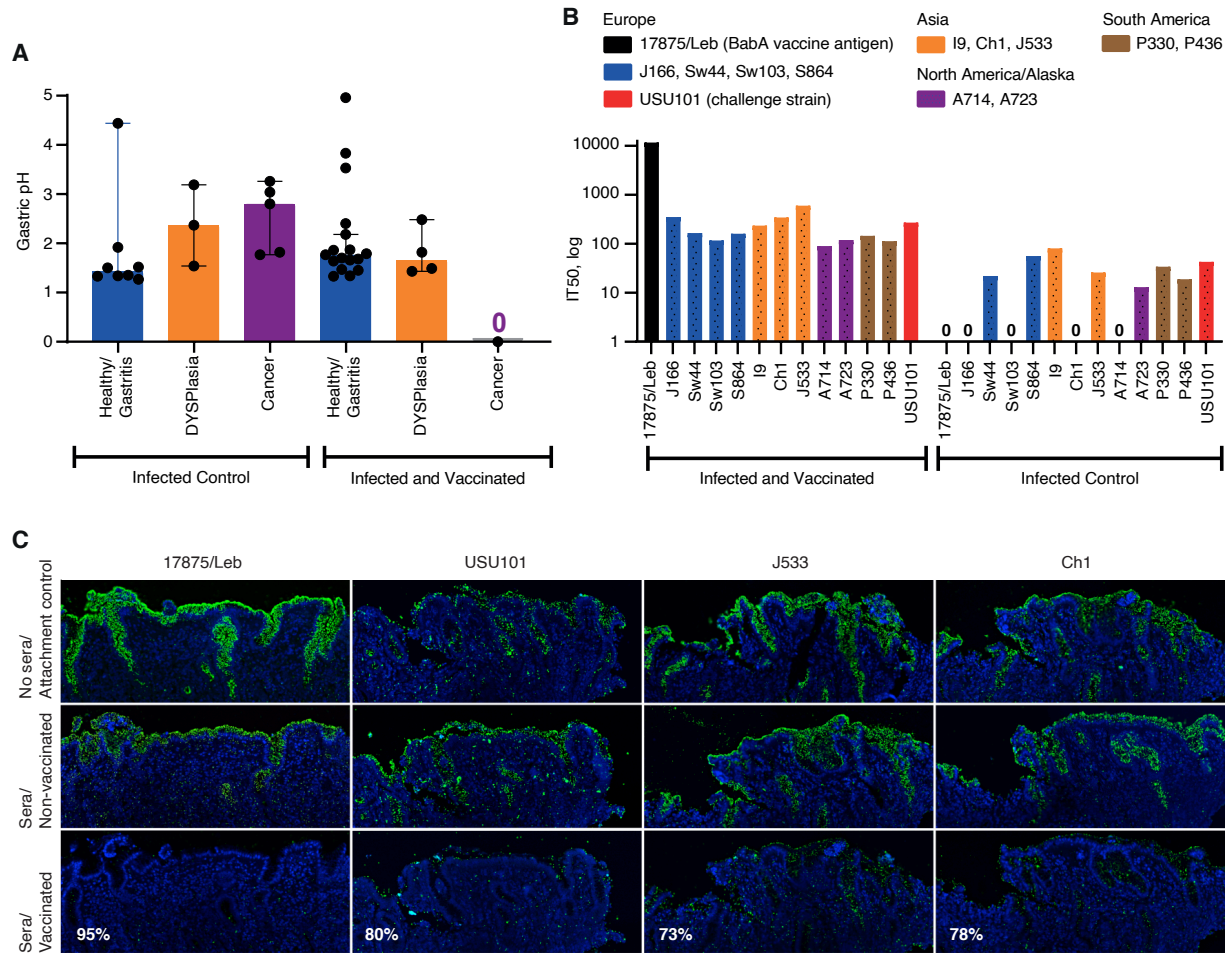 A
Gastric pH
5
4
3
2
1
0
0
Healthy/
Gastritis
DYSPlasia
Cancer
Healthy/
Gastritis
DYSPlasia
Cancer
Infected Control
Infected and Vaccinated
B
Europe
17875/Leb (BabA vaccine antigen)
J166, Sw44, Sw103, S864
USU101 (challenge strain)
Asia
I9, Ch1, J533
North America/Alaska
A714, A723
South America
P330, P436
IT50, log
10000
1000
100
10
1
0
0
0
0
0
17875/Leb
J166
Sw44
Sw103
S864
I9
Ch1
J533
A714
A723
P330
P436
USU101
17875/Leb
J166
Sw44
Sw103
S864
I9
Ch1
J533
A714
A723
P330
P436
USU101
Infected and Vaccinated
Infected Control
C
17875/Leb
USU101
J533
Ch1
No sera/
Attachment control
Sera/
Non-vaccinated
Sera/
Vaccinated
95%
80%
73%
78%